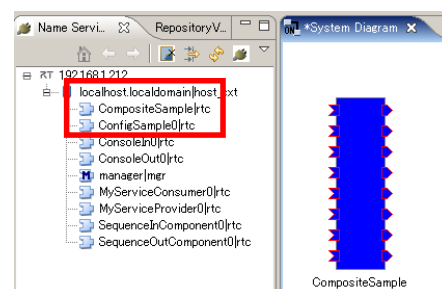 Name Servi...
RepositoryV...
*System Diagram
RT 192.168.1.212
localhost.localdomain|host_cxt
CompositeSample|rtc
ConfigSample0|rtc
ConsoleIn0|rtc
ConsoleOut0|rtc
M manager|mgr
MyServiceConsumer0|rtc
MyServiceProvider0|rtc
SequenceInComponent0|rtc
SequenceOutComponent0|rtc
CompositeSample